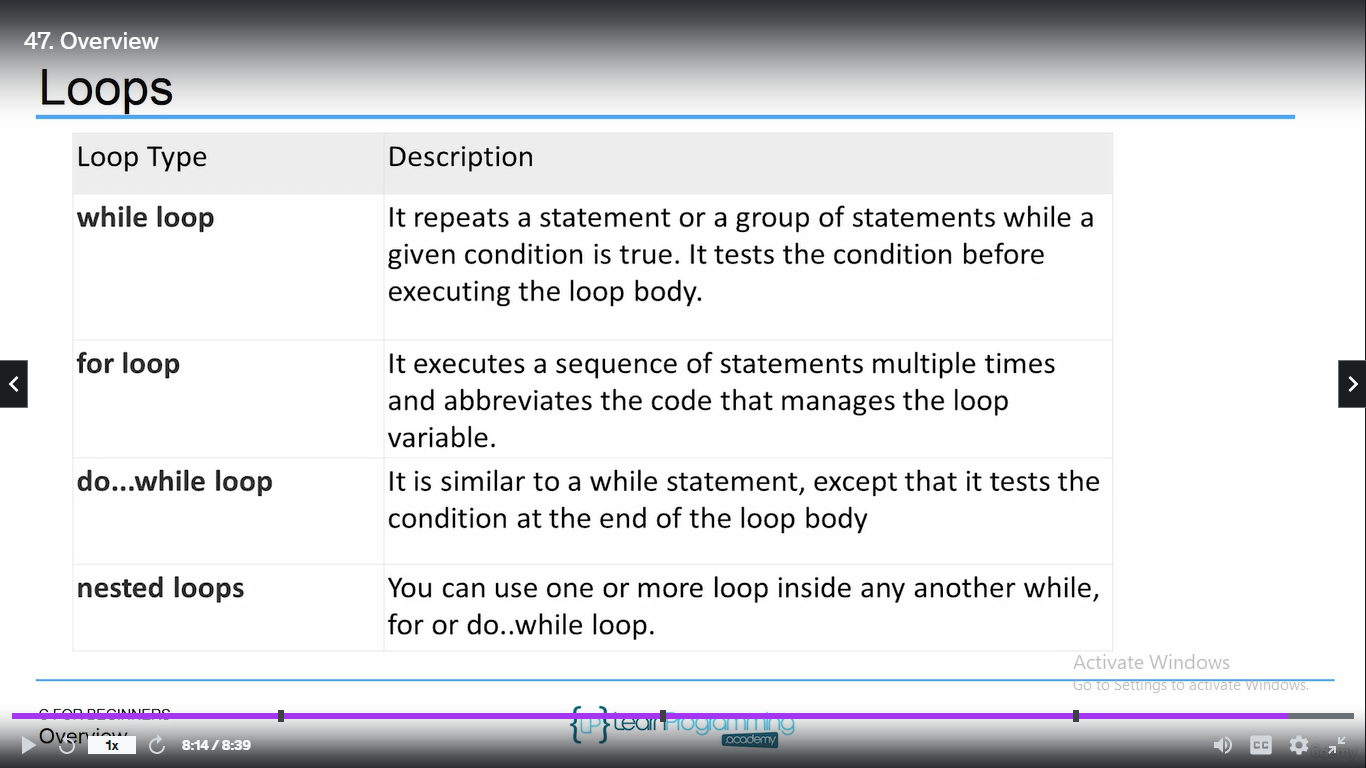 47. Overview
Loops
Loop Type
Description
while loop
It repeats a statement or a group of statements while a
given condition is true. It tests the condition before
executing the loop body.
for loop
It executes a sequence of statements multiple times
and abbreviates the code that manages the loop
variable.
do...while loop
It is similar to a while statement, except that it tests the
condition at the end of the loop body
nested loops
You can use one or more loop inside any another while,
for or do..while loop.
Activate Windows
Go to Settings to activate Windows.
C FOR BEGINNERS
Overview
{LP} LearnProgramming
.academy
1x
8:14 / 8:39
CC